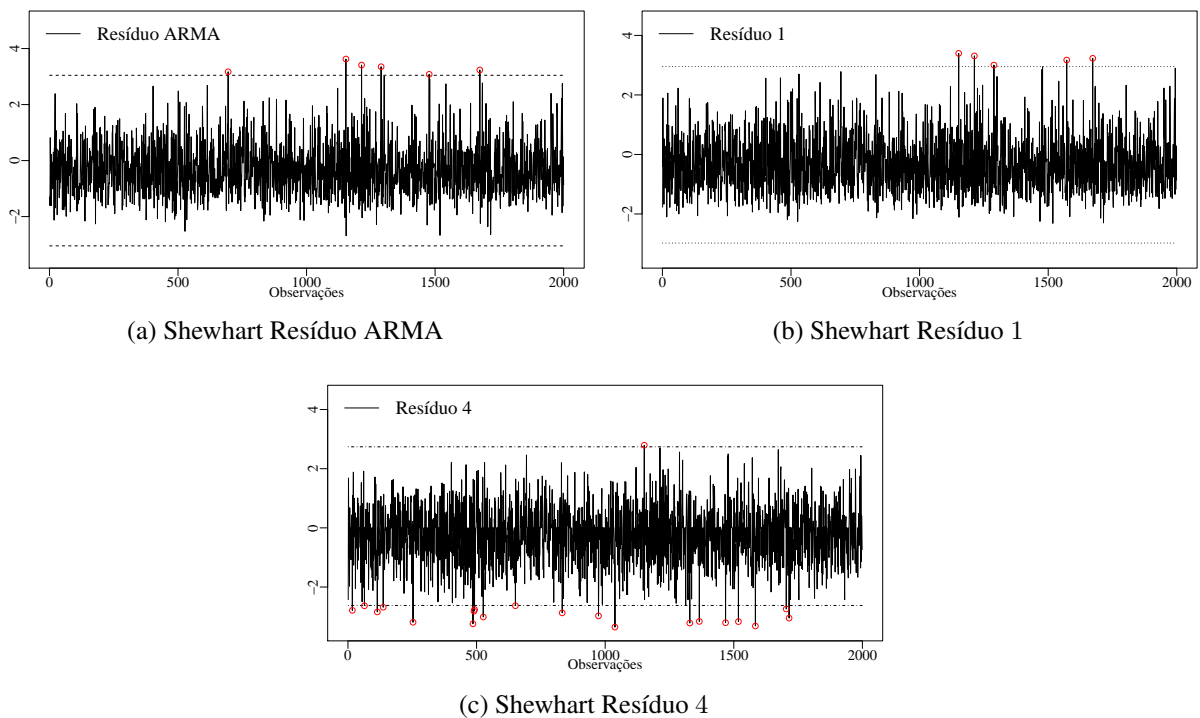 Resíduo ARMA
4
2
0
−2
0 500 1000 1500 2000
Observações
(a) Shewhart Resíduo ARMA
Resíduo 1
4
2
0
−2
0 500 1000 1500 2000
Observações
(b) Shewhart Resíduo 1
Resíduo 4
4
2
0
−2
0 500 1000 1500 2000
Observações
(c) Shewhart Resíduo 4